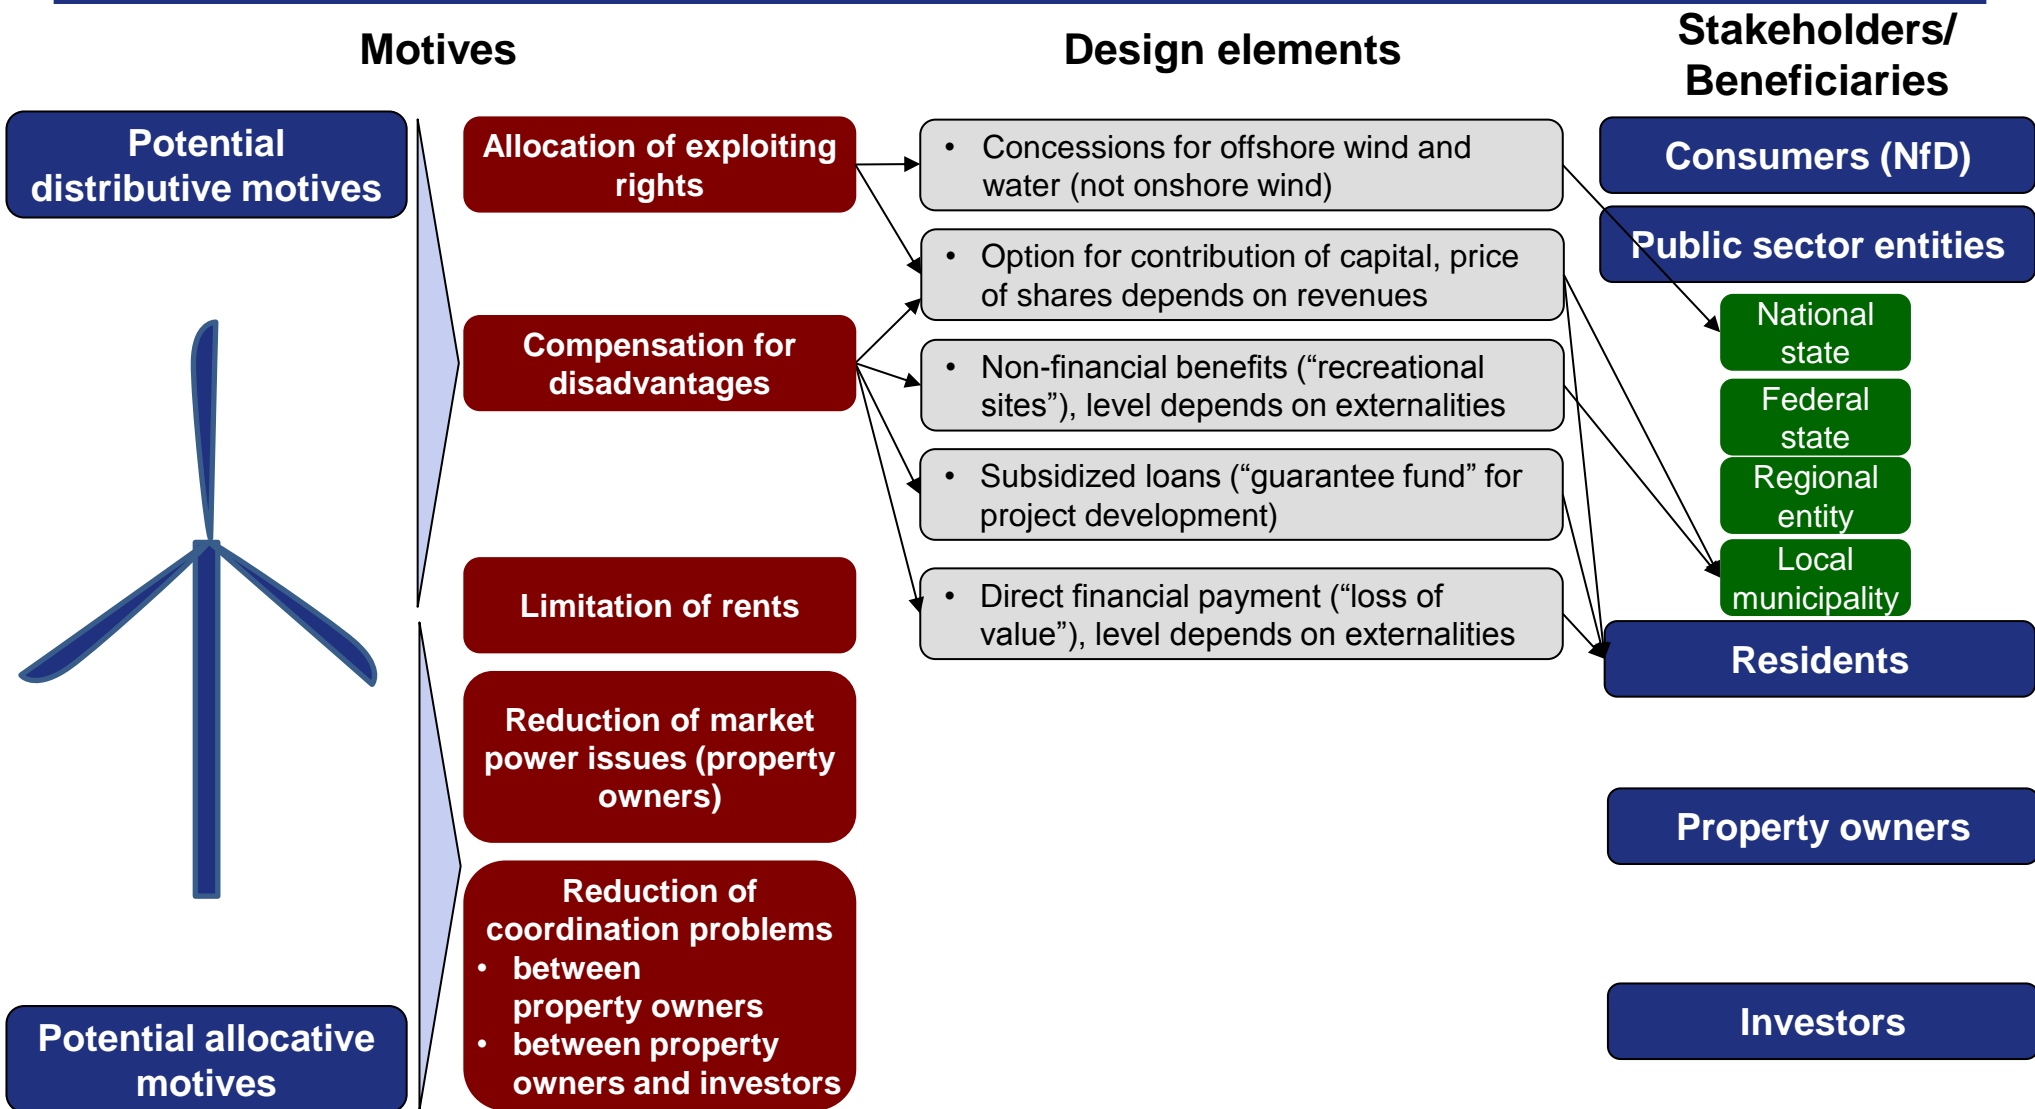 Motives
Design elements
Stakeholders/
Beneficiaries
Potential
distributive motives
Potential allocative
motives
Allocation of exploiting
rights
Compensation for
disadvantages
Limitation of rents
Reduction of market
power issues (property
owners)
Reduction of
coordination problems
• between
property owners
• between property
owners and investors
• Concessions for offshore wind and
water (not onshore wind)
• Option for contribution of capital, price
of shares depends on revenues
• Non-financial benefits (“recreational
sites”), level depends on externalities
• Subsidized loans (“guarantee fund” for
project development)
• Direct financial payment (“loss of
value”), level depends on externalities
Consumers (NfD)
Public sector entities
National
state
Federal
state
Regional
entity
Local
municipality
Residents
Property owners
Investors